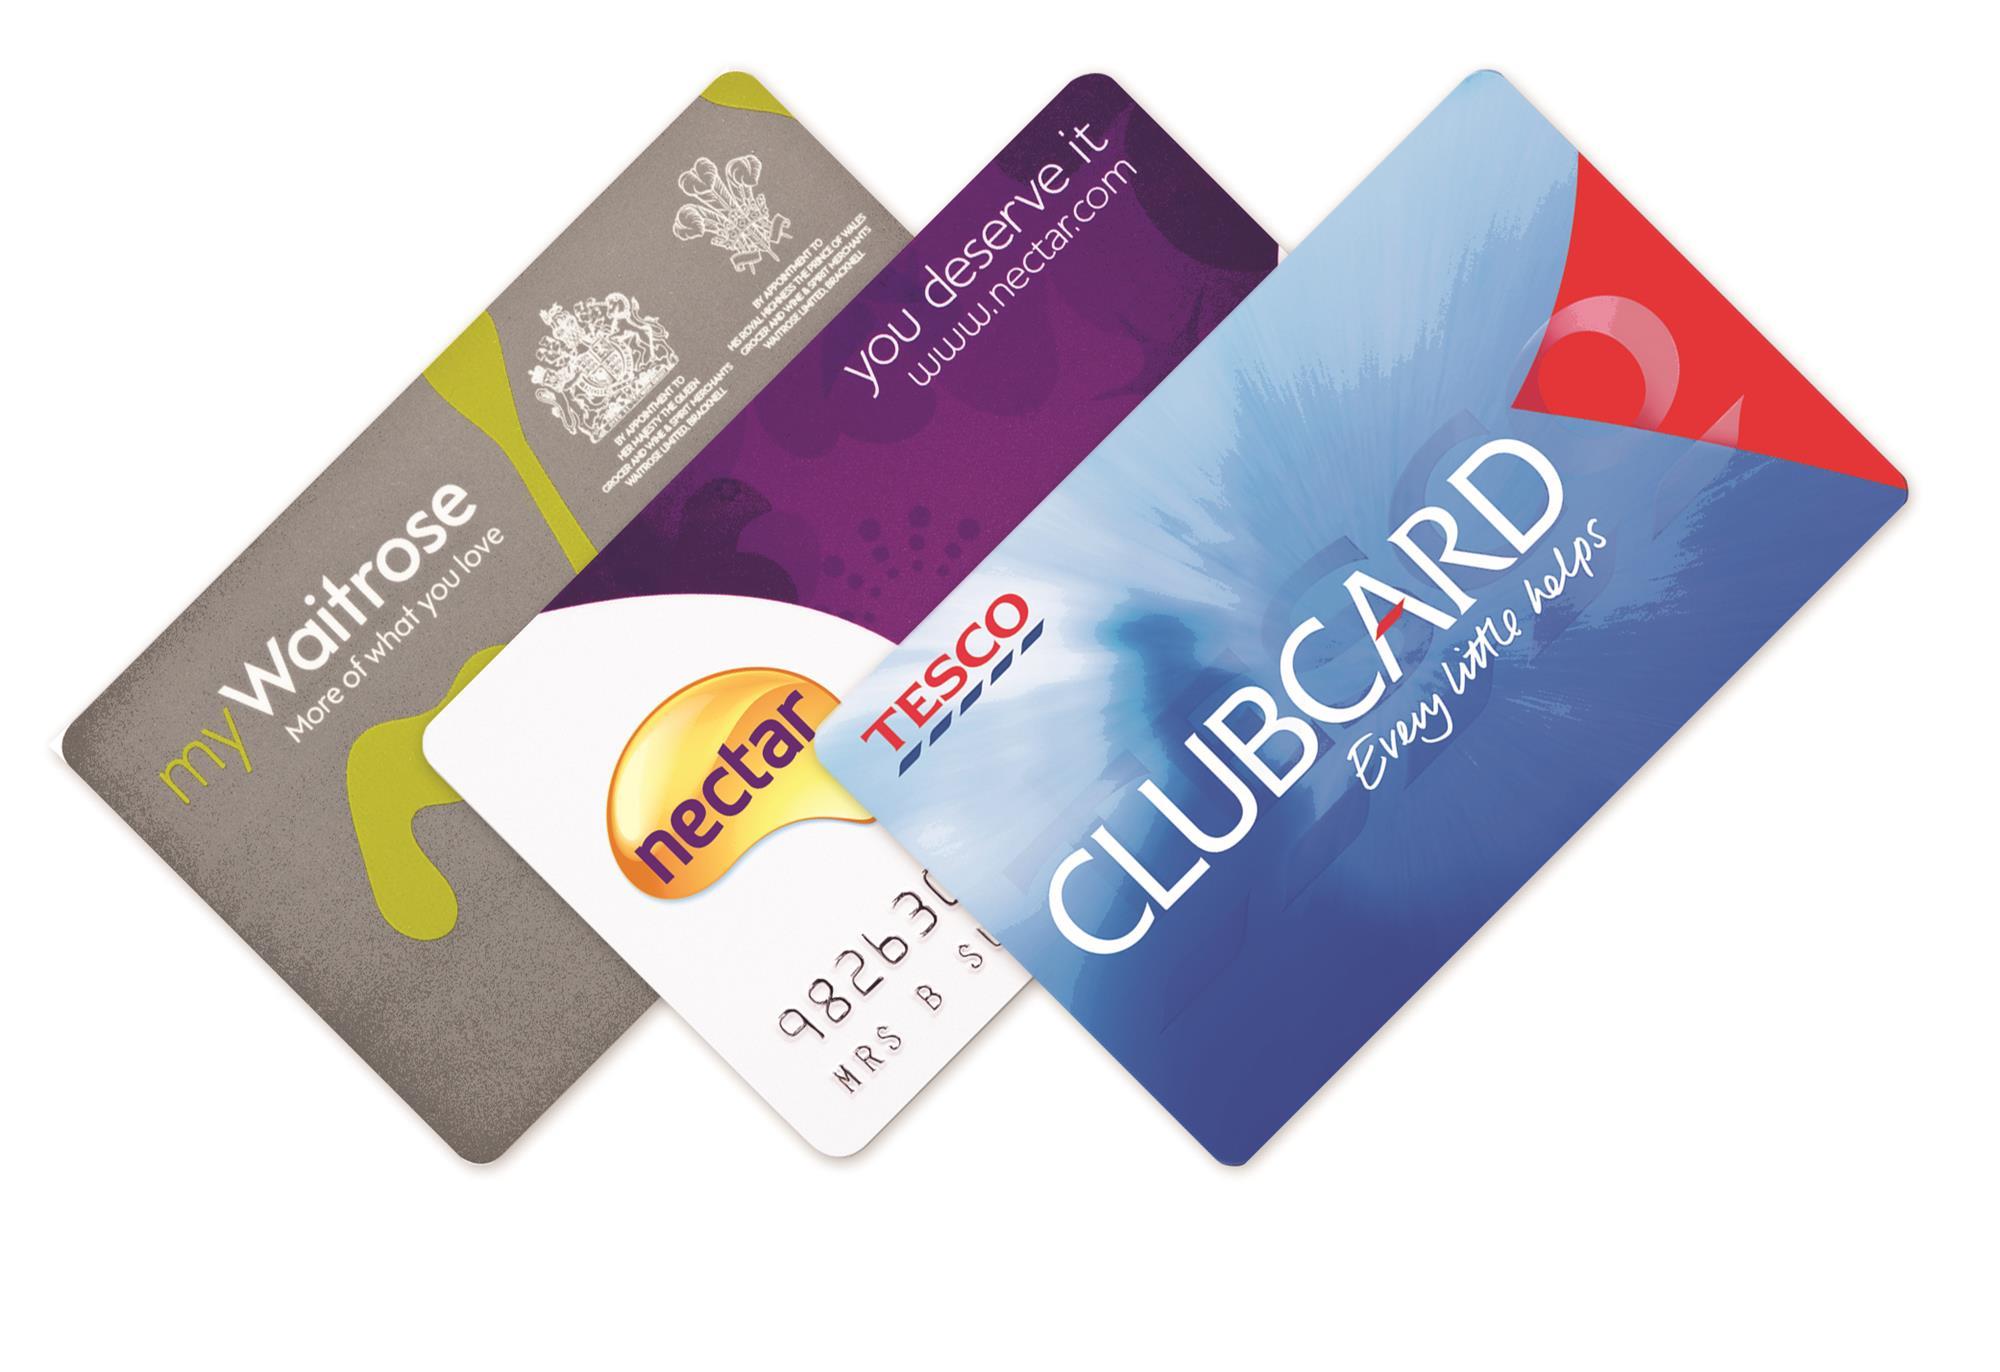 my Waitrose
More of what you love
BY APPOINTMENT TO
HER MAJESTY THE QUEEN
GROCER AND WINE & SPIRIT MERCHANTS
WAITROSE LIMITED, BRACKNELL
BY APPOINTMENT TO
HIS ROYAL HIGHNESS THE PRINCE OF WALES
GROCER AND WINE & SPIRIT MERCHANTS
WAITROSE LIMITED, BRACKNELL
you deserve it
www.nectar.com
nectar
982630
MRS B SU
TESCO
CLUBCARD
Every little helps